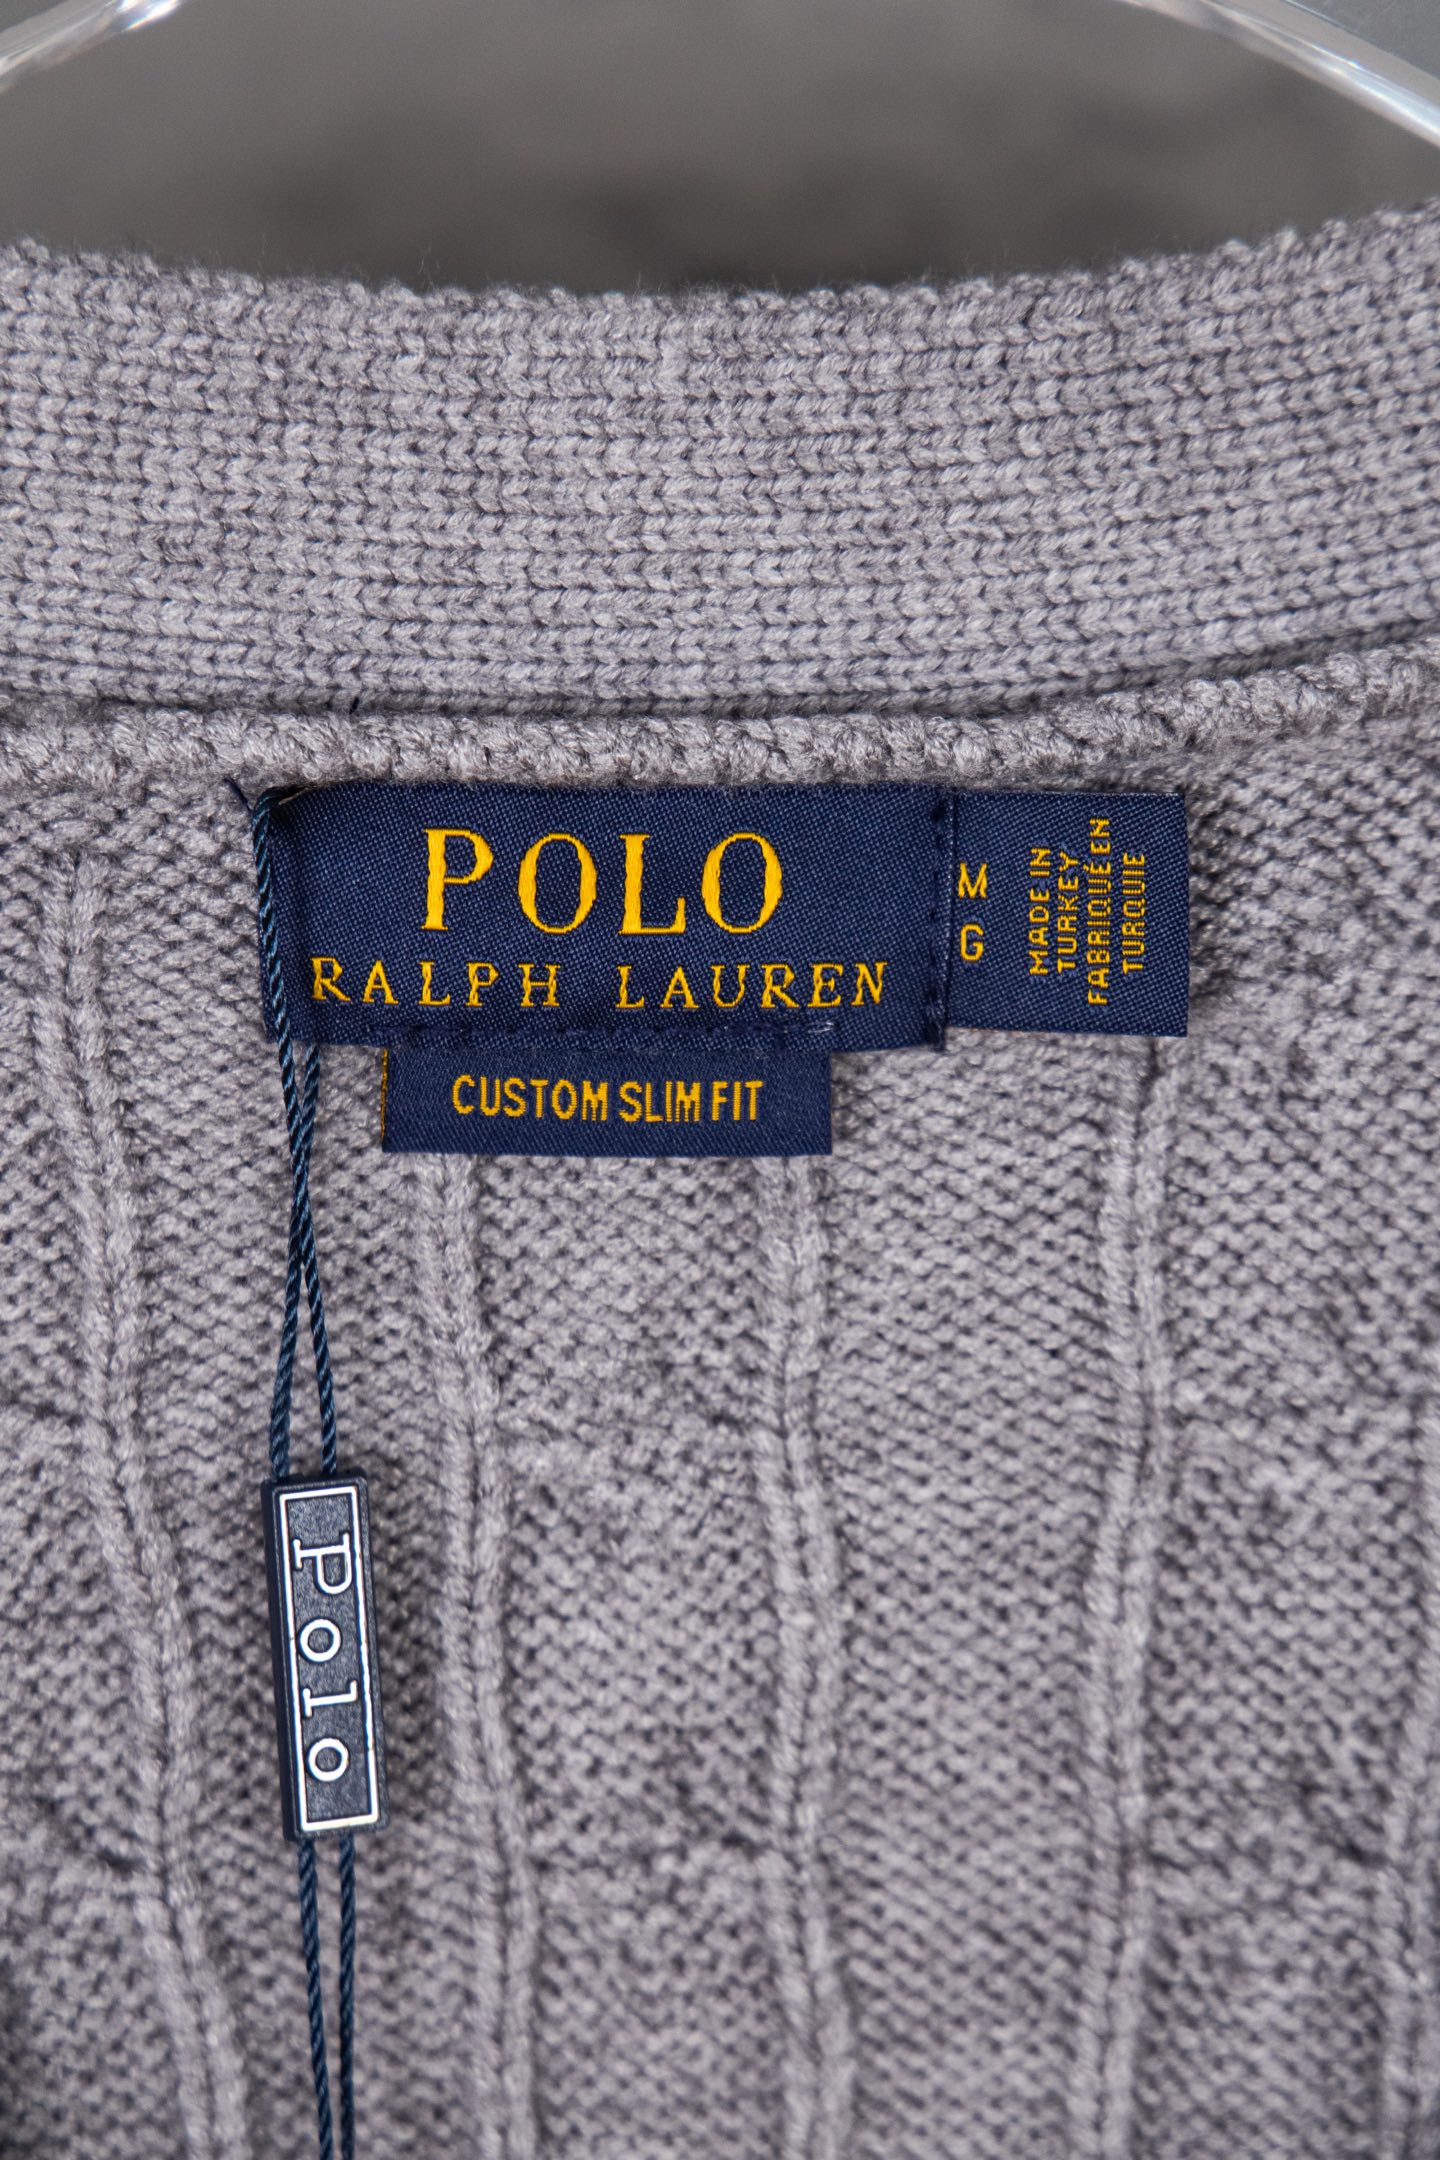 POLO
RALPH LAUREN
CUSTOM SLIM FIT
M
G
MADE IN
TURKEY
FABRIQUÉ EN
TURQUIE
Polo